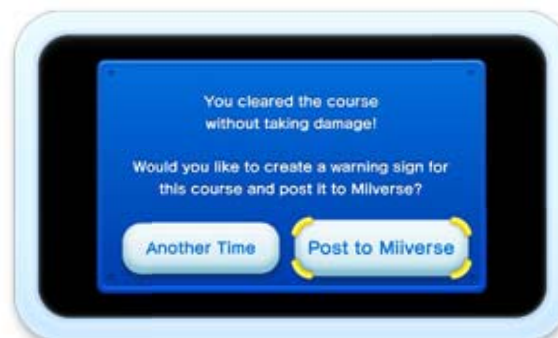 You cleared the course
without taking damage!
Would you like to create a warning sign for
this course and post it to Miiverse?
Another Time
Post to Miiverse